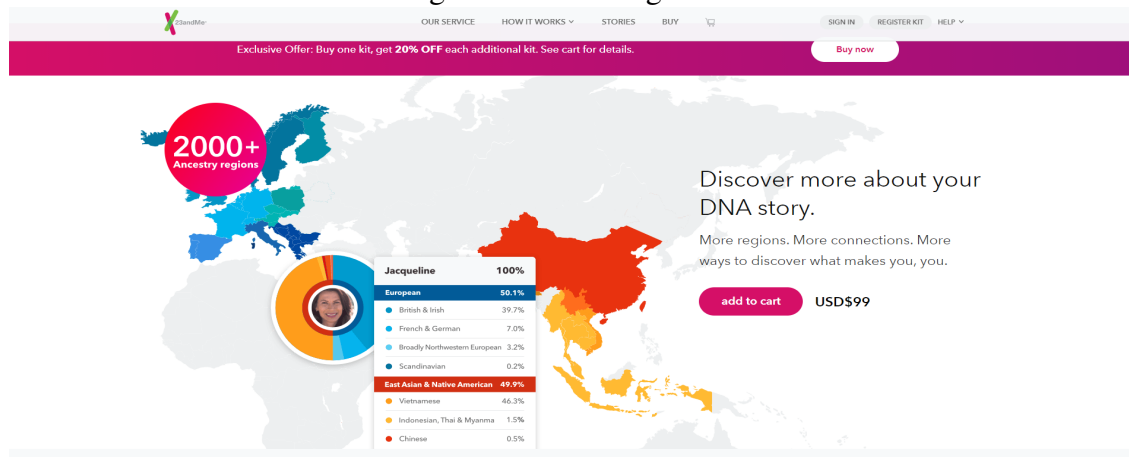 23andMe
OUR SERVICE HOW IT WORKS STORIES BUY
SIGN IN REGISTER KIT HELP
Exclusive Offer: Buy one kit, get 20% OFF each additional kit. See cart for details.
Buy now
2000+
Ancestry regions
Discover more about your
DNA story.
More regions. More connections. More
ways to discover what makes you, you.
add to cart USD$99
Jacqueline 100%
European 50.1%
British & Irish 39.7%
French & German 7.0%
Broadly Northwestern European 3.2%
Scandinavian 0.2%
East Asian & Native American 49.9%
Vietnamese 46.3%
Indonesian, Thai & Myanma 1.5%
Chinese 0.5%